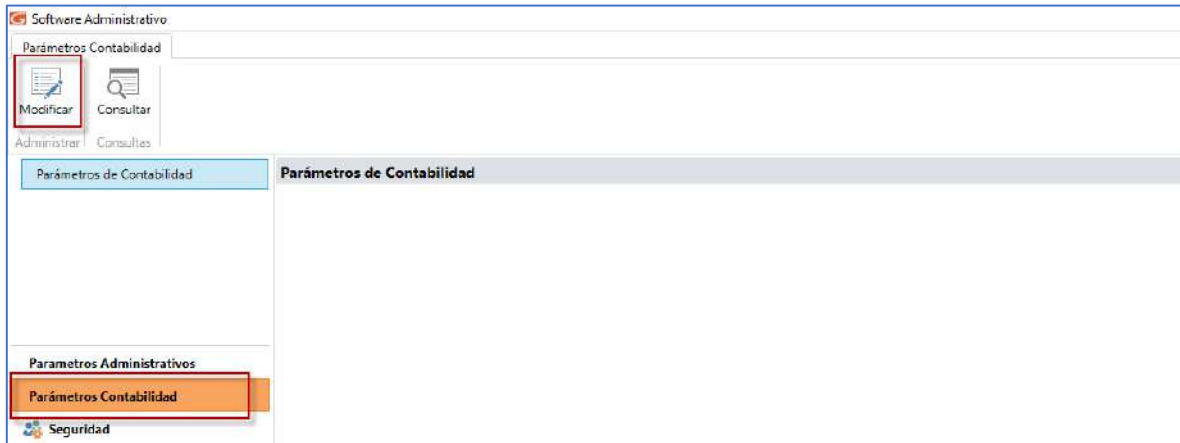 Software Administrativo
Parámetros Contabilidad
Modificar
Consultar
Administrar
Consultas
Parámetros de Contabilidad
Parámetros de Contabilidad
Parametros Administrativos
Parámetros Contabilidad
Seguridad